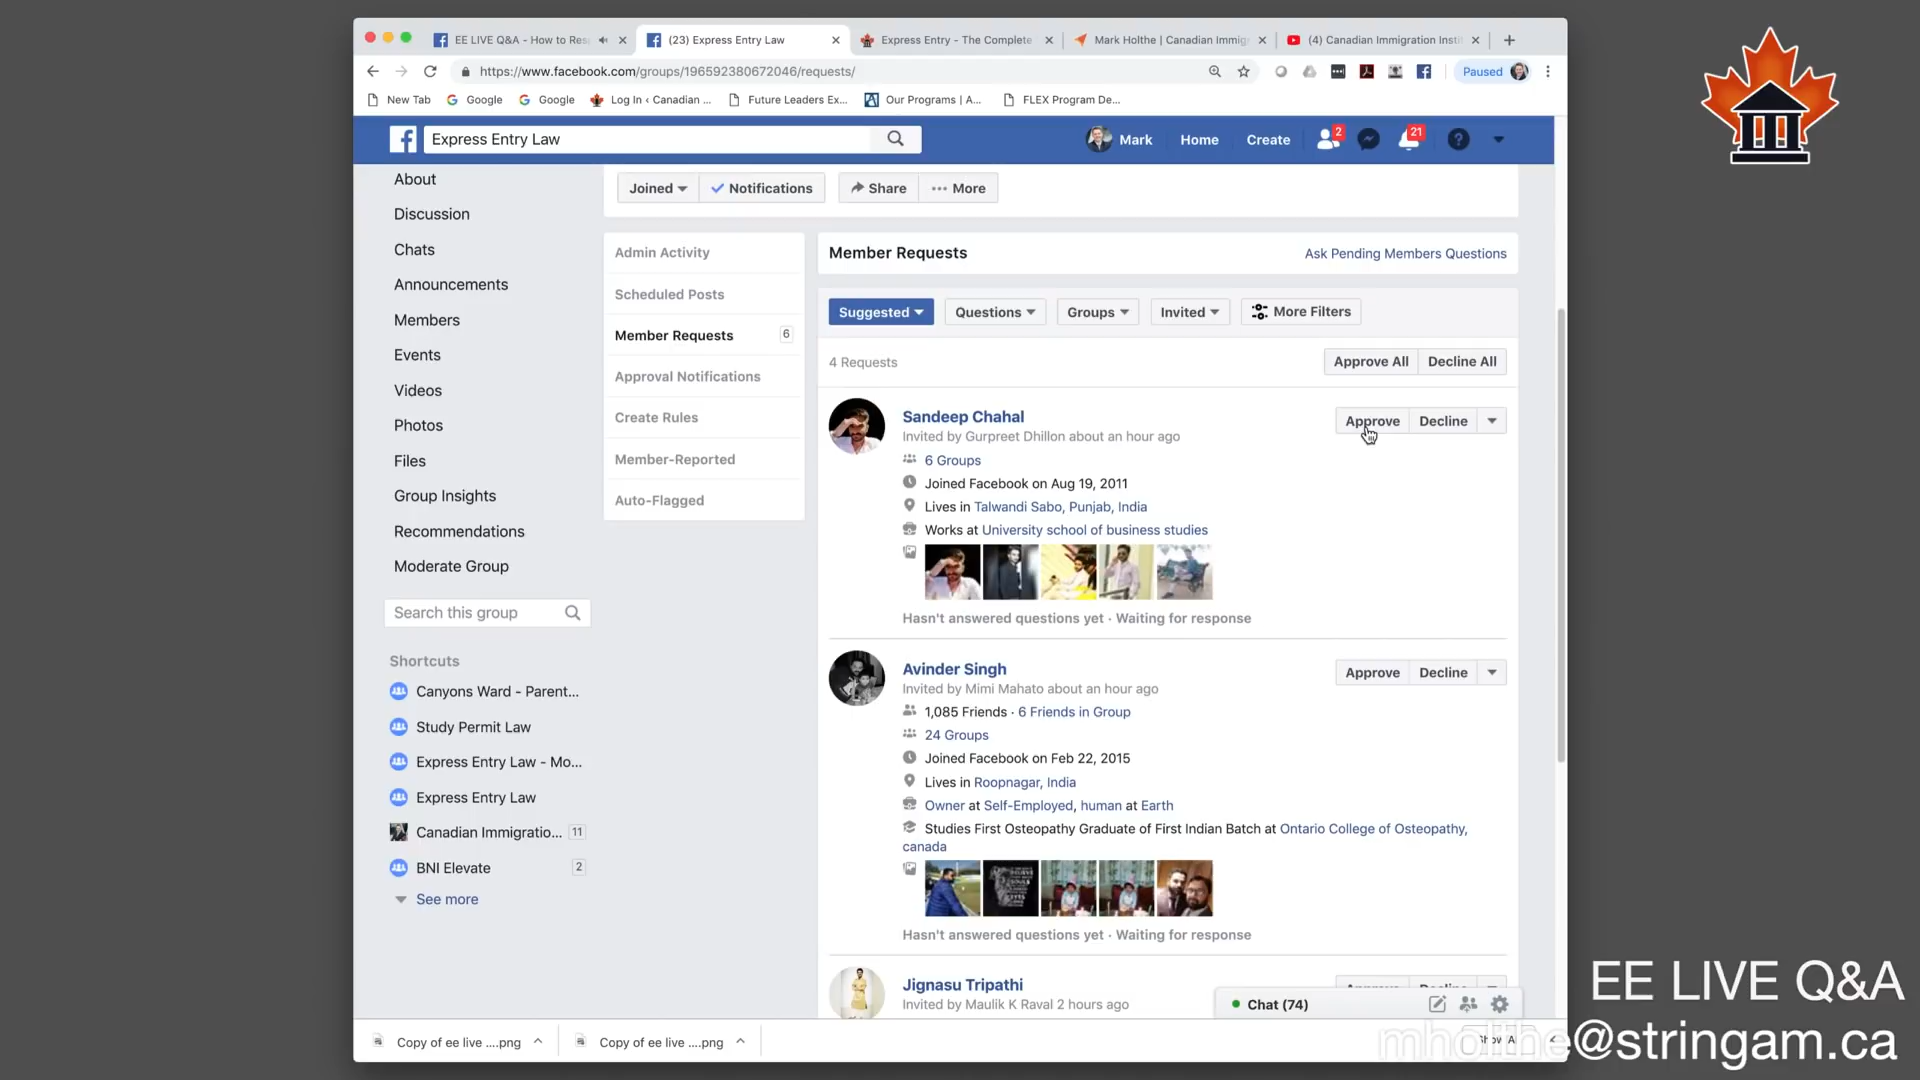 EE LIVE Q&A - How to Res
(23) Express Entry Law
Express Entry - The Complete
Mark Holthe | Canadian Immig
(4) Canadian Immigration Insti
https://www.facebook.com/groups/196592380672046/requests/
Paused
New Tab
Google
Google
Log In ‹ Canadian ...
Future Leaders Ex...
Our Programs | A...
FLEX Program De...
Express Entry Law
Mark
Home
Create
2
21
About
Discussion
Chats
Announcements
Members
Events
Videos
Photos
Files
Group Insights
Recommendations
Moderate Group
Search this group
Shortcuts
Canyons Ward - Parent...
Study Permit Law
Express Entry Law - Mo...
Express Entry Law
Canadian Immigratio... 11
BNI Elevate 2
See more
Joined
Notifications
Share
More
Admin Activity
Scheduled Posts
Member Requests 6
Approval Notifications
Create Rules
Member-Reported
Auto-Flagged
Member Requests
Ask Pending Members Questions
Suggested
Questions
Groups
Invited
More Filters
4 Requests
Approve All
Decline All
Sandeep Chahal
Approve
Decline
Invited by Gurpreet Dhillon about an hour ago
6 Groups
Joined Facebook on Aug 19, 2011
Lives in Talwandi Sabo, Punjab, India
Works at University school of business studies
Hasn't answered questions yet · Waiting for response
Avinder Singh
Approve
Decline
Invited by Mimi Mahato about an hour ago
1,085 Friends · 6 Friends in Group
24 Groups
Joined Facebook on Feb 22, 2015
Lives in Roopnagar, India
Owner at Self-Employed, human at Earth
Studies First Osteopathy Graduate of First Indian Batch at Ontario College of Osteopathy,
canada
Hasn't answered questions yet · Waiting for response
Jignasu Tripathi
Invited by Maulik K Raval 2 hours ago
Chat (74)
Copy of ee live ....png
Copy of ee live ....png
EE LIVE Q&A
mholthe@stringam.ca